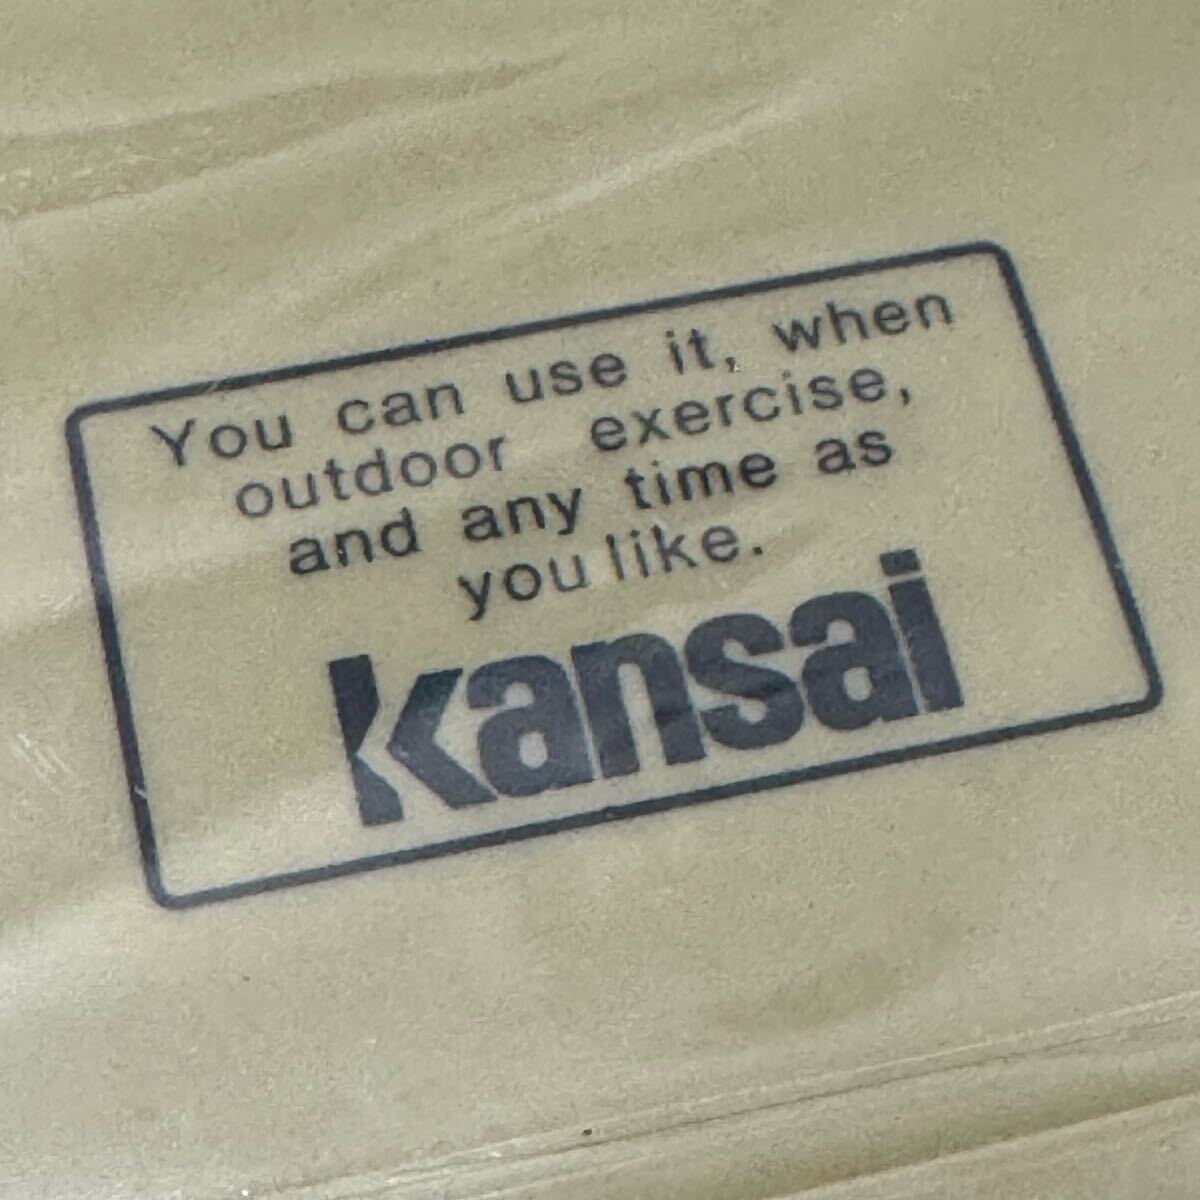 You can use it, when
outdoor exercise,
and any time as
you like.
kansai